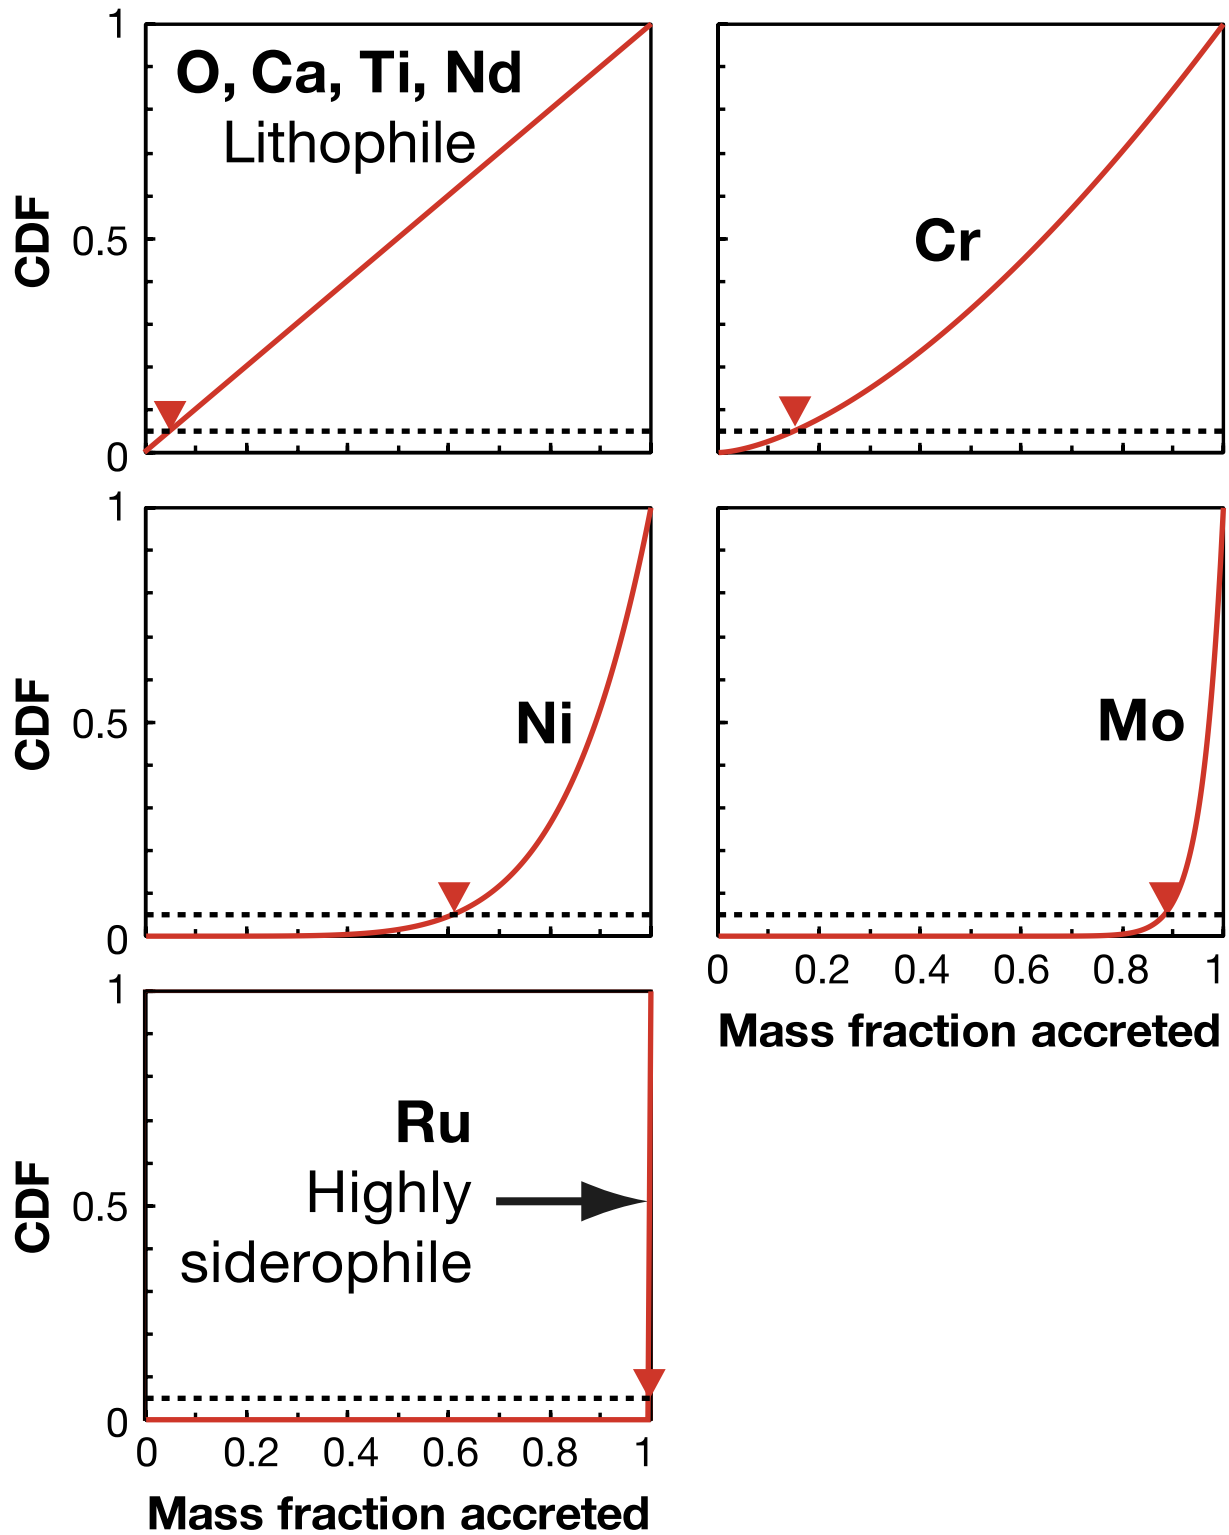 1
O, Ca, Ti, Nd
Lithophile
CDF
0.5
0
Cr
1
CDF
0.5
Ni
0
Mo
0 0.2 0.4 0.6 0.8 1
Mass fraction accreted
1
Ru
Highly
siderophile
CDF
0.5
0
0 0.2 0.4 0.6 0.8 1
Mass fraction accreted